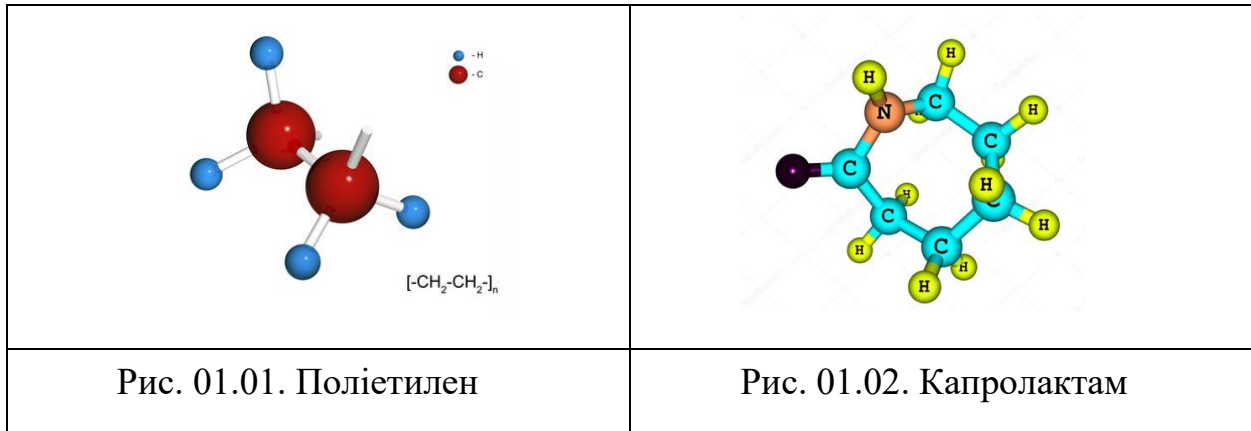 - H
- C
[-CH₂-CH₂-]ₙ
H
H
N
C
H
H
C
C
H
C
H
H
C
H
C
H
H
H
Рис. 01.01. Поліетилен
Рис. 01.02. Капролактам